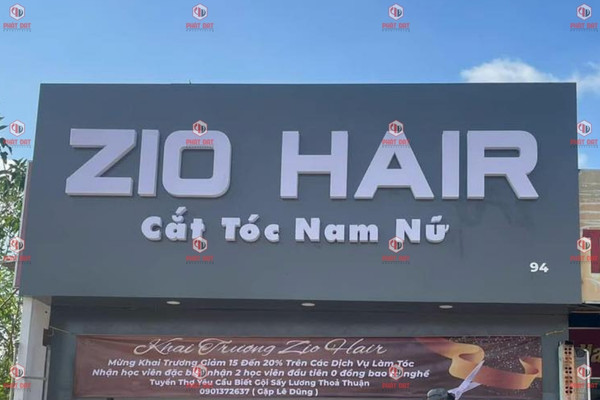 ZIO HAIR
Cắt Tóc Nam Nữ
94
Khai Trương Zio Hair
Mừng Khai Trương Giảm 15 Đến 20% Trên Các Dịch Vụ Làm Tóc
Nhận học viên đặc biệt nhận 2 học viên đầu tiên 0 đồng bao nghề
Tuyển Thợ Yêu Cầu Biết Gội Sấy Lương Thoả Thuận
0901372637 ( Gặp Lê Dũng )
PHÁT ĐẠT